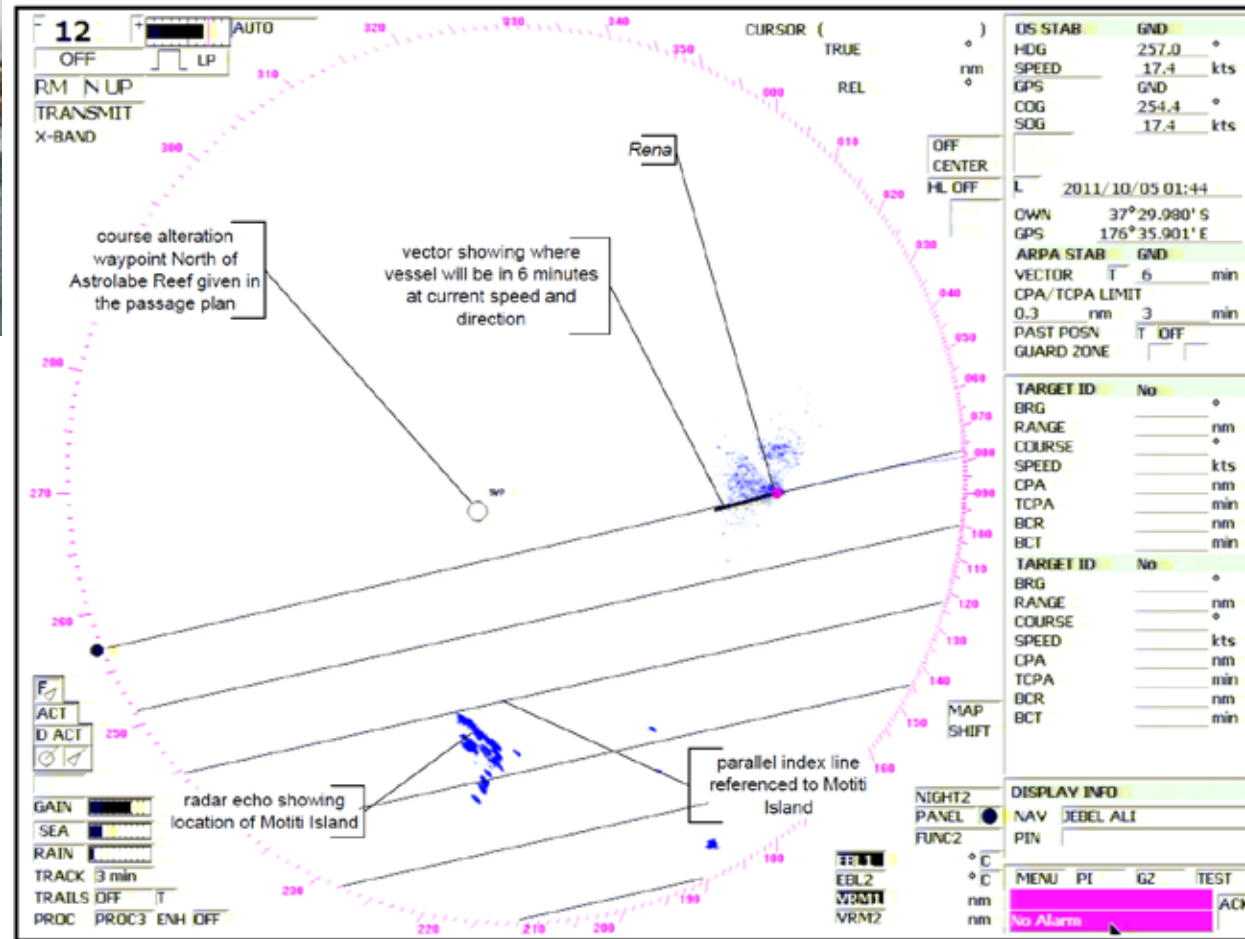 - 12 +
AUTO
OFF
LP
RM N UP
TRANSMIT
X-BAND
CURSOR ( )
TRUE °
nm
REL °
OFF
CENTER
HL OFF
OS STAB GND
HDG 257.0 °
SPEED 17.4 kts
GPS GND
COG 254.4 °
SOG 17.4 kts
L 2011/10/05 01:44
OWN 37°29.980' S
GPS 176°35.901' E
ARPA STAB GND
VECTOR T 6 min
CPA/TCPA LIMIT
0.3 nm 3 min
PAST POSN T OFF
GUARD ZONE
TARGET ID No
BRG °
RANGE nm
COURSE °
SPEED kts
CPA nm
TCPA min
BCR nm
BCT min
TARGET ID No
BRG °
RANGE nm
COURSE °
SPEED kts
CPA nm
TCPA min
BCR nm
BCT min
DISPLAY INFO
NAV JEBEL ALI
PIN
MENU PI GZ TEST
ACK
No Alarm
320
330
340
350
000
010
020
030
040
050
060
070
080
090
100
110
120
130
140
150
160
180
190
200
210
220
230
250
260
270
280
300
310
Rena
course alteration
waypoint North of
Astrolabe Reef given in
the passage plan
vector showing where
vessel will be in 6 minutes
at current speed and
direction
radar echo showing
location of Motiti Island
parallel index line
referenced to Motiti
Island
MAP
SHIFT
F
ACT
D ACT
GAIN
SEA
RAIN
TRACK 3 min
TRAILS OFF T
PROC PROC3 ENH OFF
NIGHT2
PANEL
FUNC2
EBL1 ° C
EBL2 ° C
VRM1 nm
VRM2 nm